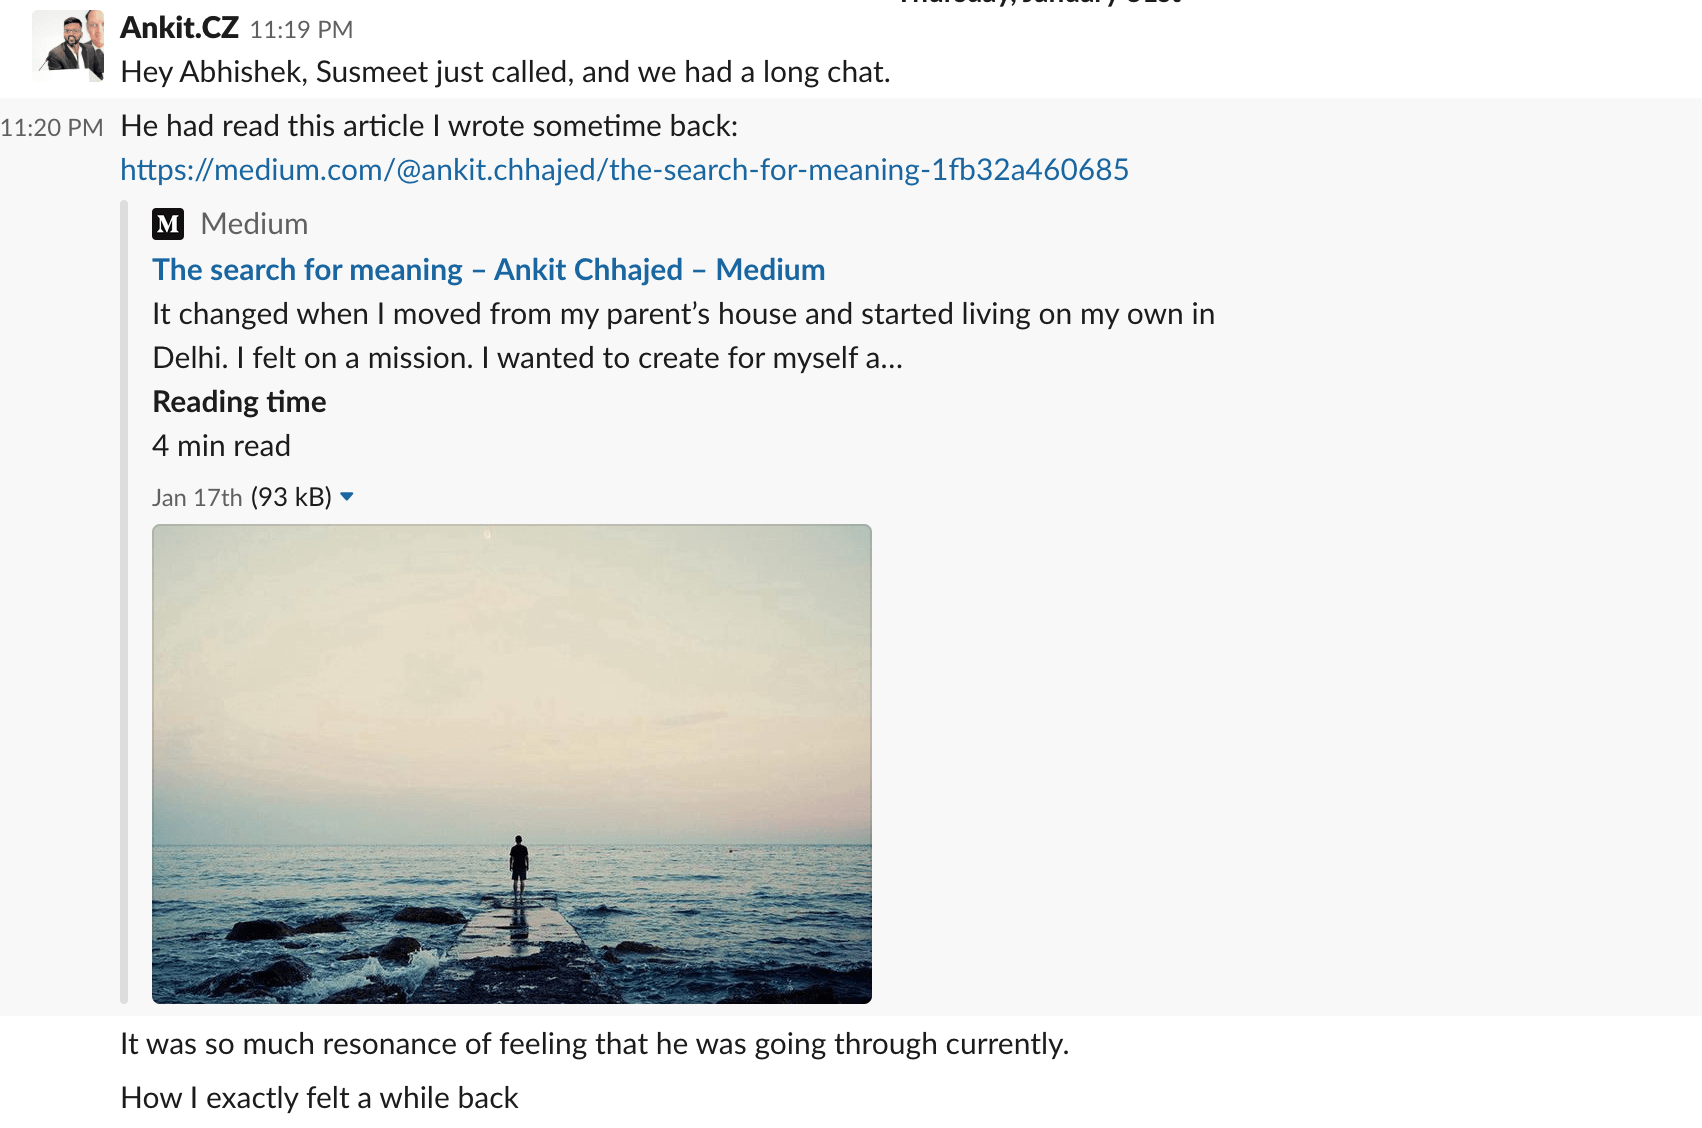 Thursday, January 31st
Ankit.CZ 11:19 PM
Hey Abhishek, Susmeet just called, and we had a long chat.
11:20 PM He had read this article I wrote sometime back:
https://medium.com/@ankit.chhajed/the-search-for-meaning-1fb32a460685
M Medium
The search for meaning – Ankit Chhajed – Medium
It changed when I moved from my parent’s house and started living on my own in
Delhi. I felt on a mission. I wanted to create for myself a…
Reading time
4 min read
Jan 17th (93 kB)
It was so much resonance of feeling that he was going through currently.
How I exactly felt a while back